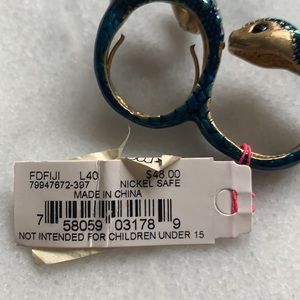 FDFIJI L40 $48.00
79947672-397 NICKEL SAFE
MADE IN CHINA
7 58059 03178 9
NOT INTENDED FOR CHILDREN UNDER 15